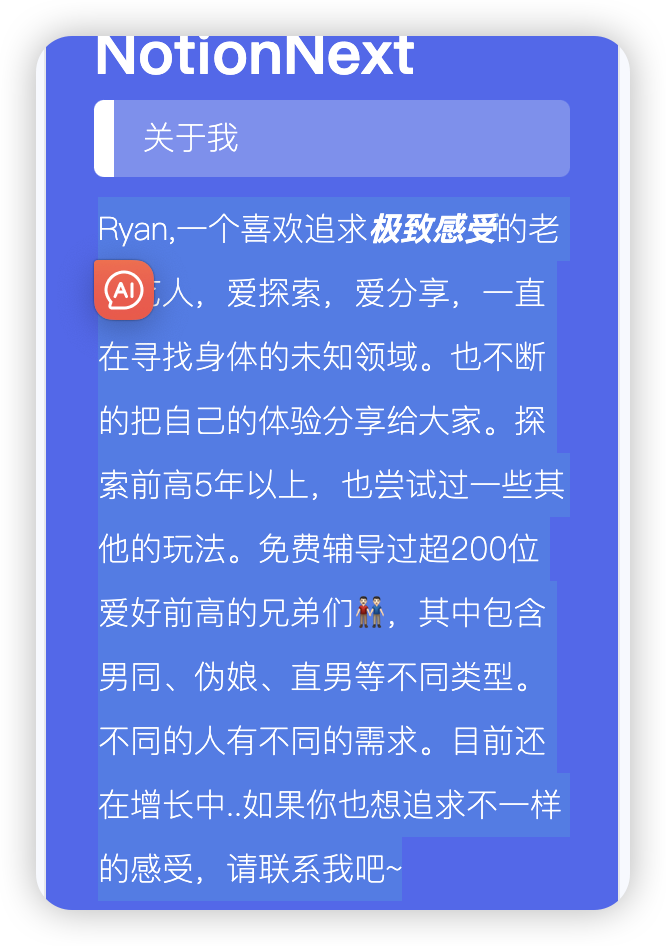 NotionNext
关于我
Ryan,一个喜欢追求极致感受的老
AI
人，爱探索，爱分享，一直
在寻找身体的未知领域。也不断
的把自己的体验分享给大家。探
索前高5年以上，也尝试过一些其
他的玩法。免费辅导过超200位
爱好前高的兄弟们👬，其中包含
男同、伪娘、直男等不同类型。
不同的人有不同的需求。目前还
在增长中..如果你也想追求不一样
的感受，请联系我吧~